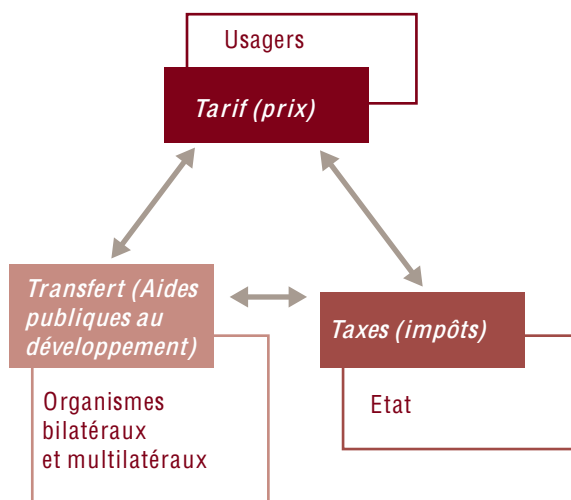 Usagers
Tarif (prix)
Transfert (Aides
publiques au
développement)
Taxes (impôts)
Organismes
bilatéraux
et multilatéraux
Etat